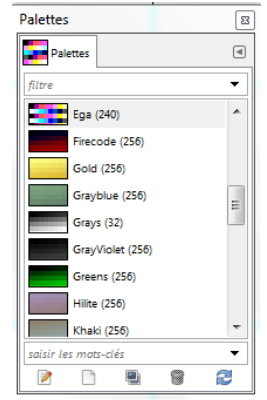 Palettes
Palettes
filtre
Ega (240)
Firecode (256)
Gold (256)
Grayblue (256)
Grays (32)
GrayViolet (256)
Greens (256)
Hilite (256)
Khaki (256)
saisir les mots-clés